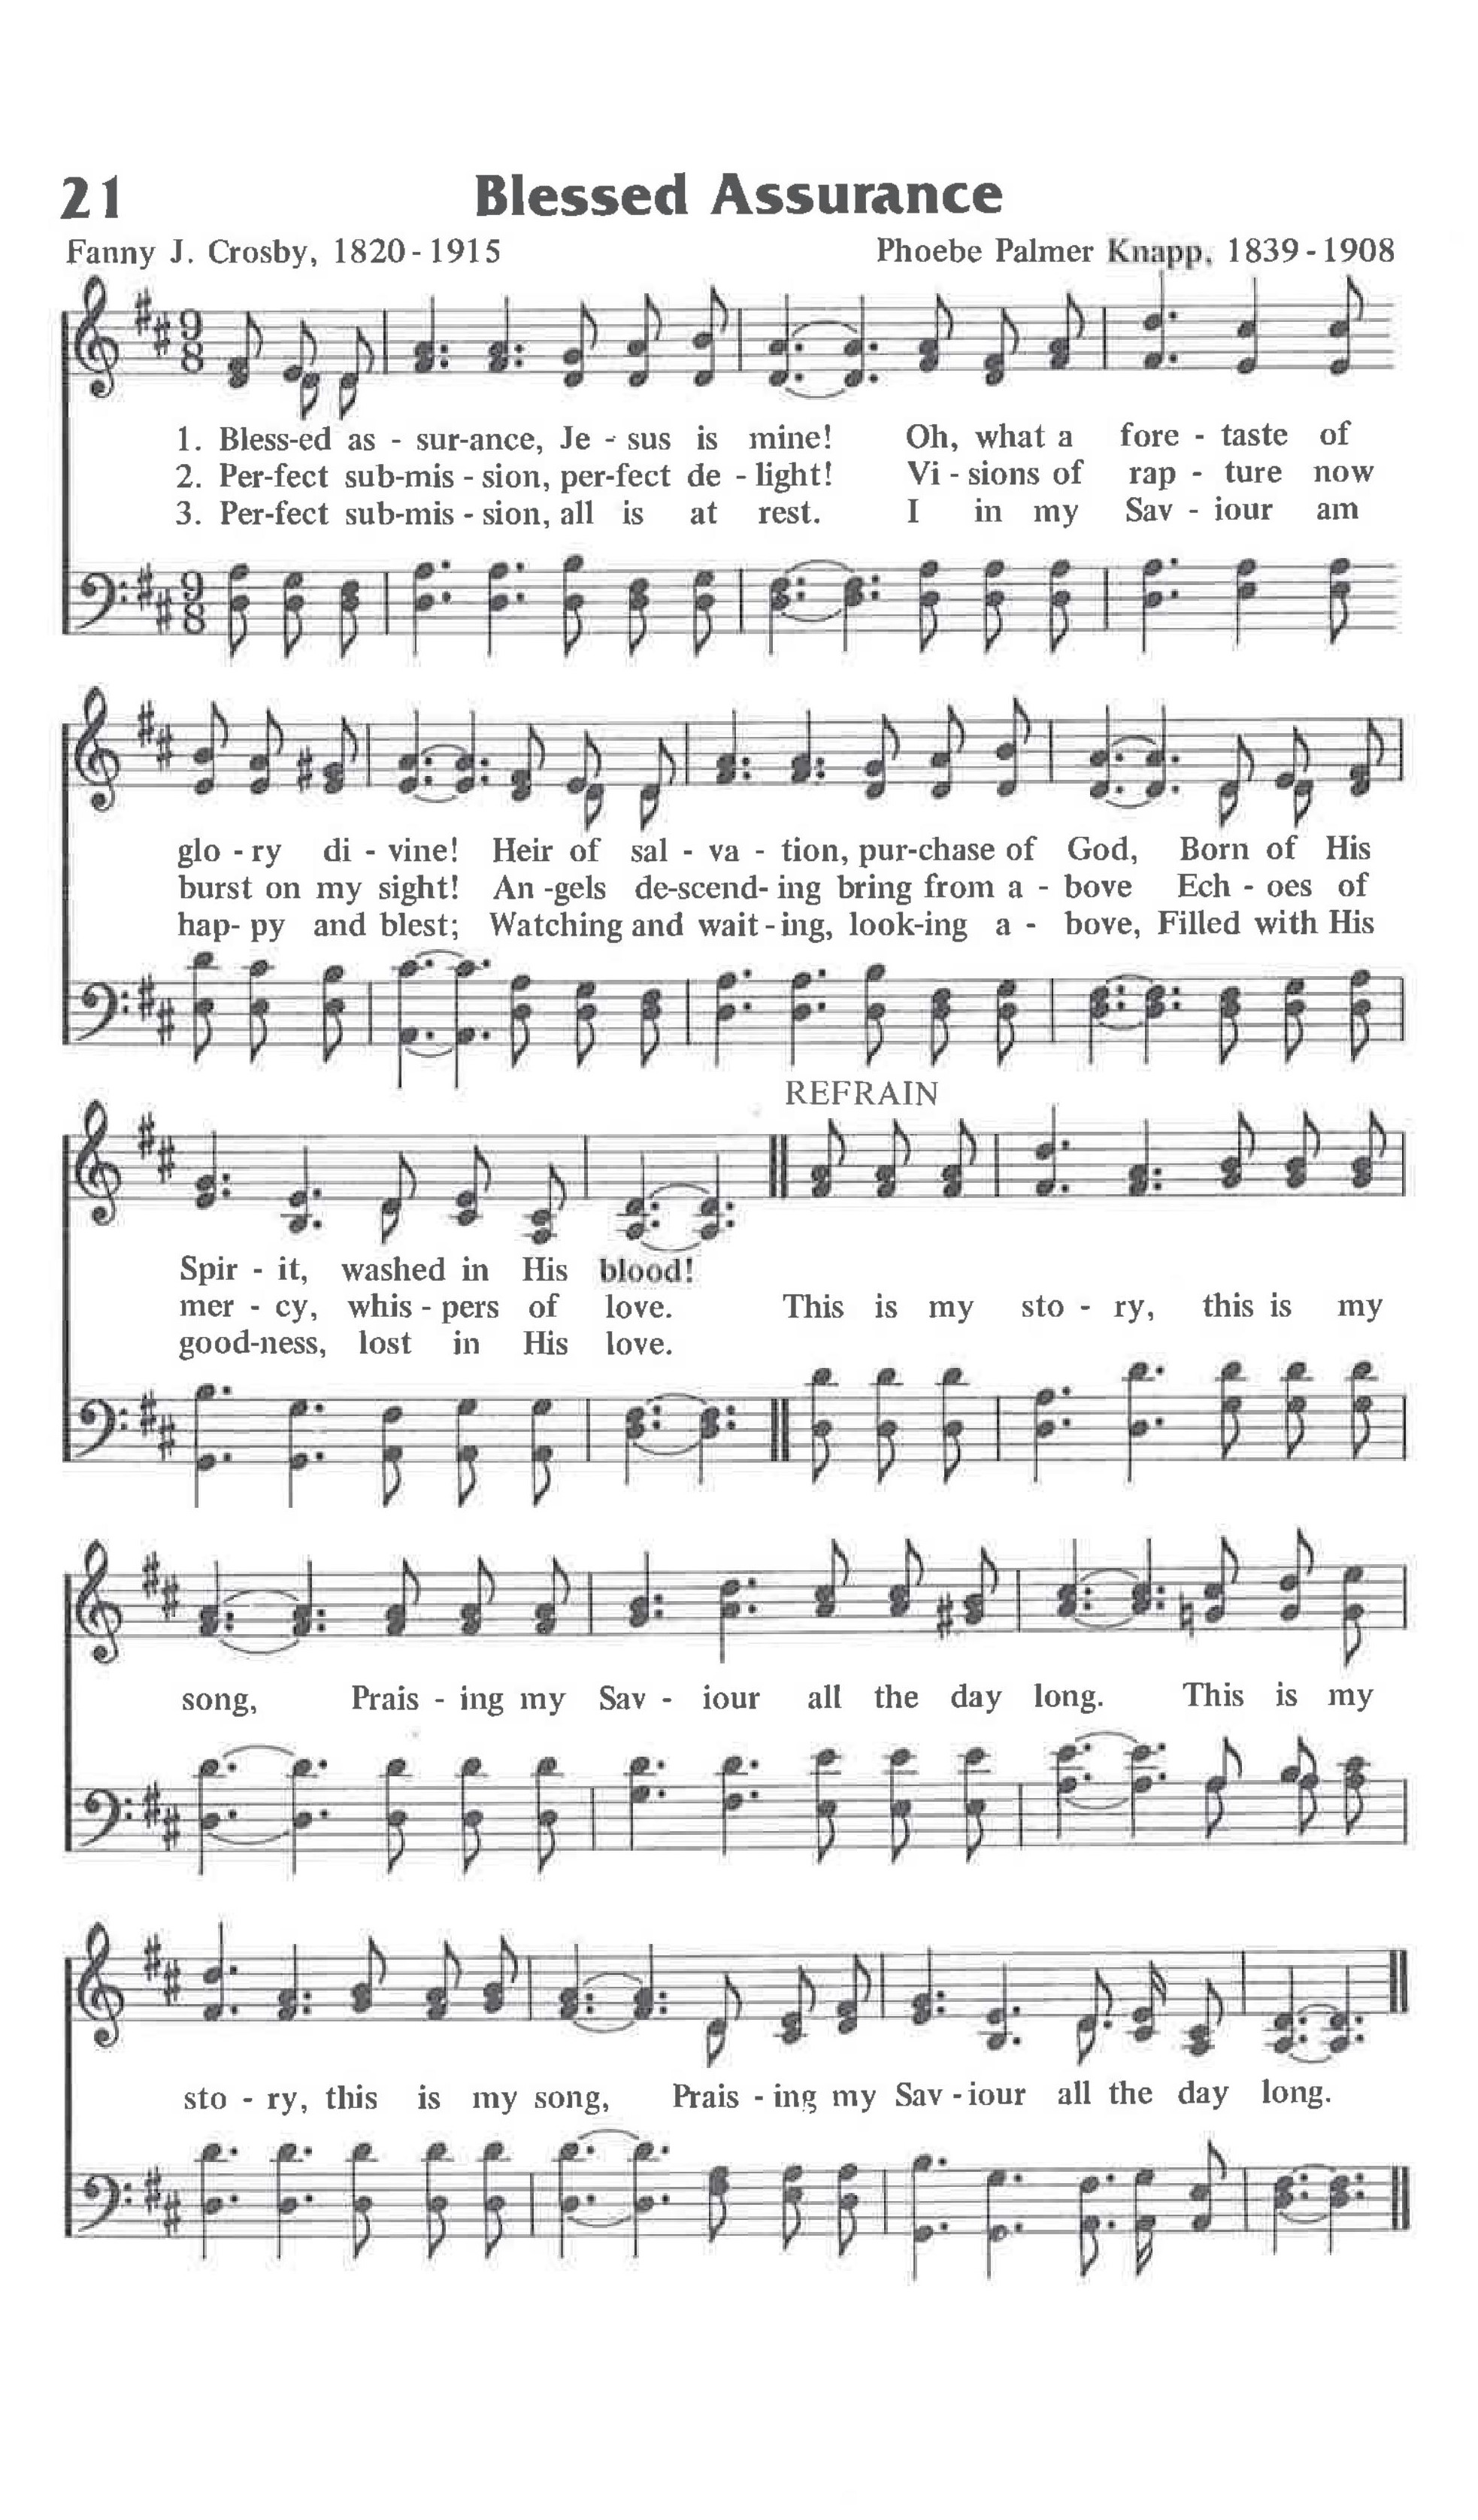 21 Blessed Assurance
Fanny J. Crosby, 1820-1915 Phoebe Palmer Knapp, 1839-1908
9 8
1. Bless-ed as - sur-ance, Je - sus is mine! Oh, what a fore - taste of
2. Per-fect sub-mis - sion, per-fect de - light! Vi - sions of rap - ture now
3. Per-fect sub-mis - sion, all is at rest. I in my Sav - iour am
9 8
glo - ry di - vine! Heir of sal - va - tion, pur-chase of God, Born of His
burst on my sight! An -gels de-scend- ing bring from a - bove Ech - oes of
hap- py and blest; Watching and wait - ing, look-ing a - bove, Filled with His
REFRAIN
Spir - it, washed in His blood!
mer - cy, whis - pers of love. This is my sto - ry, this is my
good-ness, lost in His love.
song, Prais - ing my Sav - iour all the day long. This is my
sto - ry, this is my song, Prais - ing my Sav - iour all the day long.